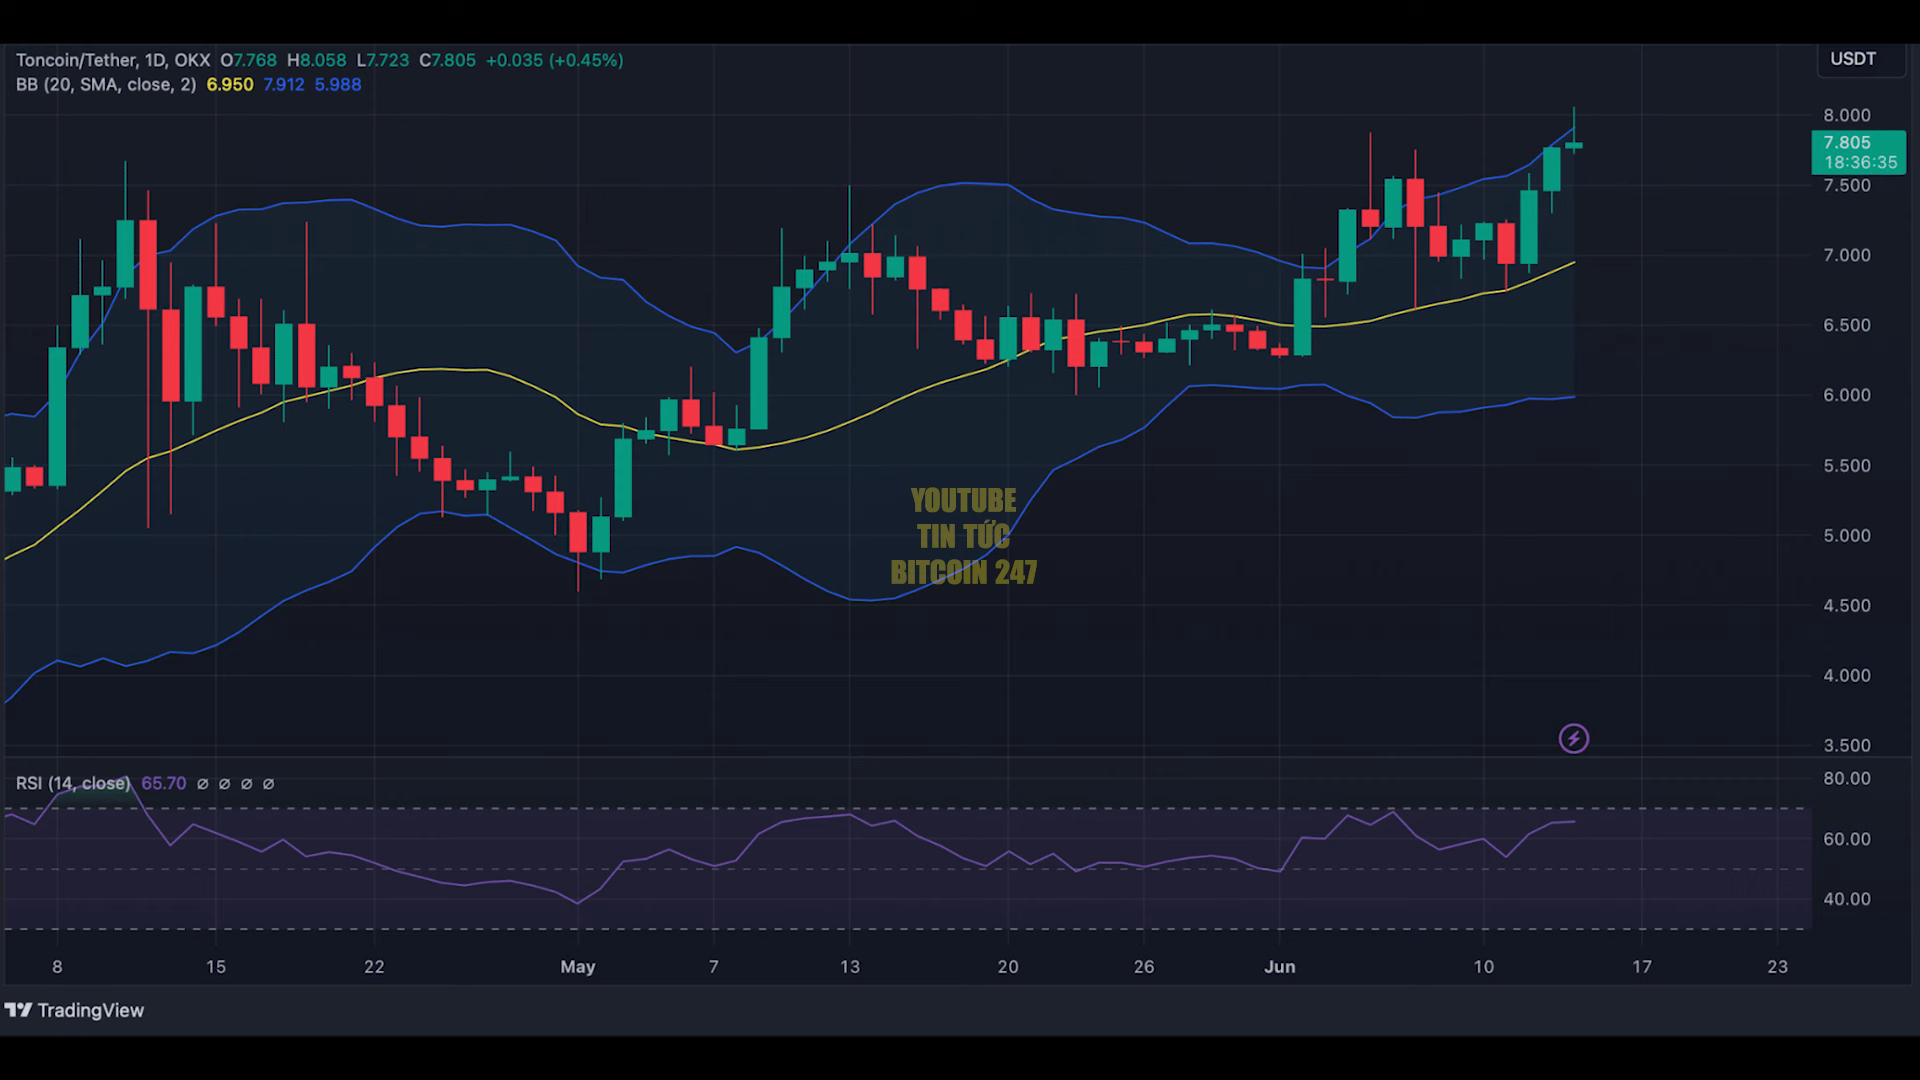 Toncoin/Tether, 1D, OKX O7.768 H8.058 L7.723 C7.805 +0.035 (+0.45%)
BB (20, SMA, close, 2) 6.950 7.912 5.988
USDT
8.000
7.805
18:36:35
7.500
7.000
6.500
6.000
5.500
5.000
4.500
4.000
3.500
YOUTUBE
TIN TỨC
BITCOIN 247
RSI (14, close) 65.70 ∅ ∅ ∅ ∅
80.00
60.00
40.00
8 15 22 May 7 13 20 26 Jun 10 17 23
TradingView